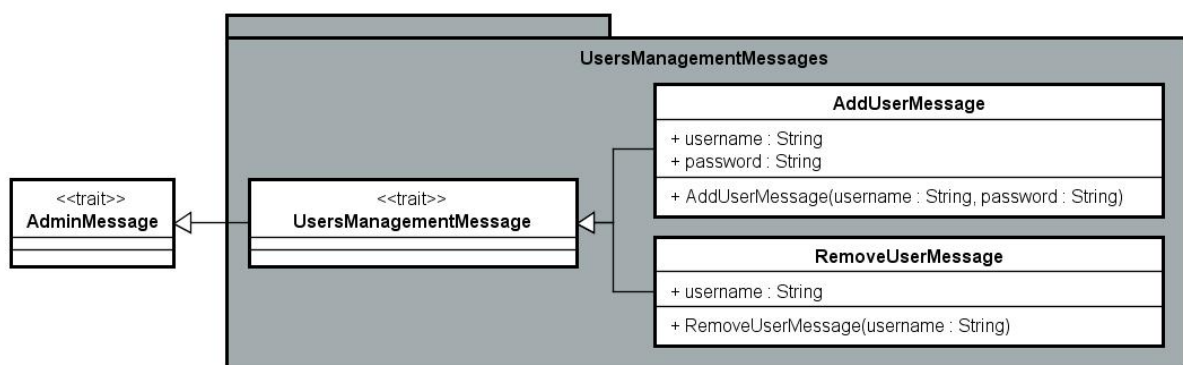 UsersManagementMessages
AddUserMessage
+ username : String
+ password : String
+ AddUserMessage(username : String, password : String)
<<trait>>
AdminMessage
<<trait>>
UsersManagementMessage
RemoveUserMessage
+ username : String
+ RemoveUserMessage(username : String)